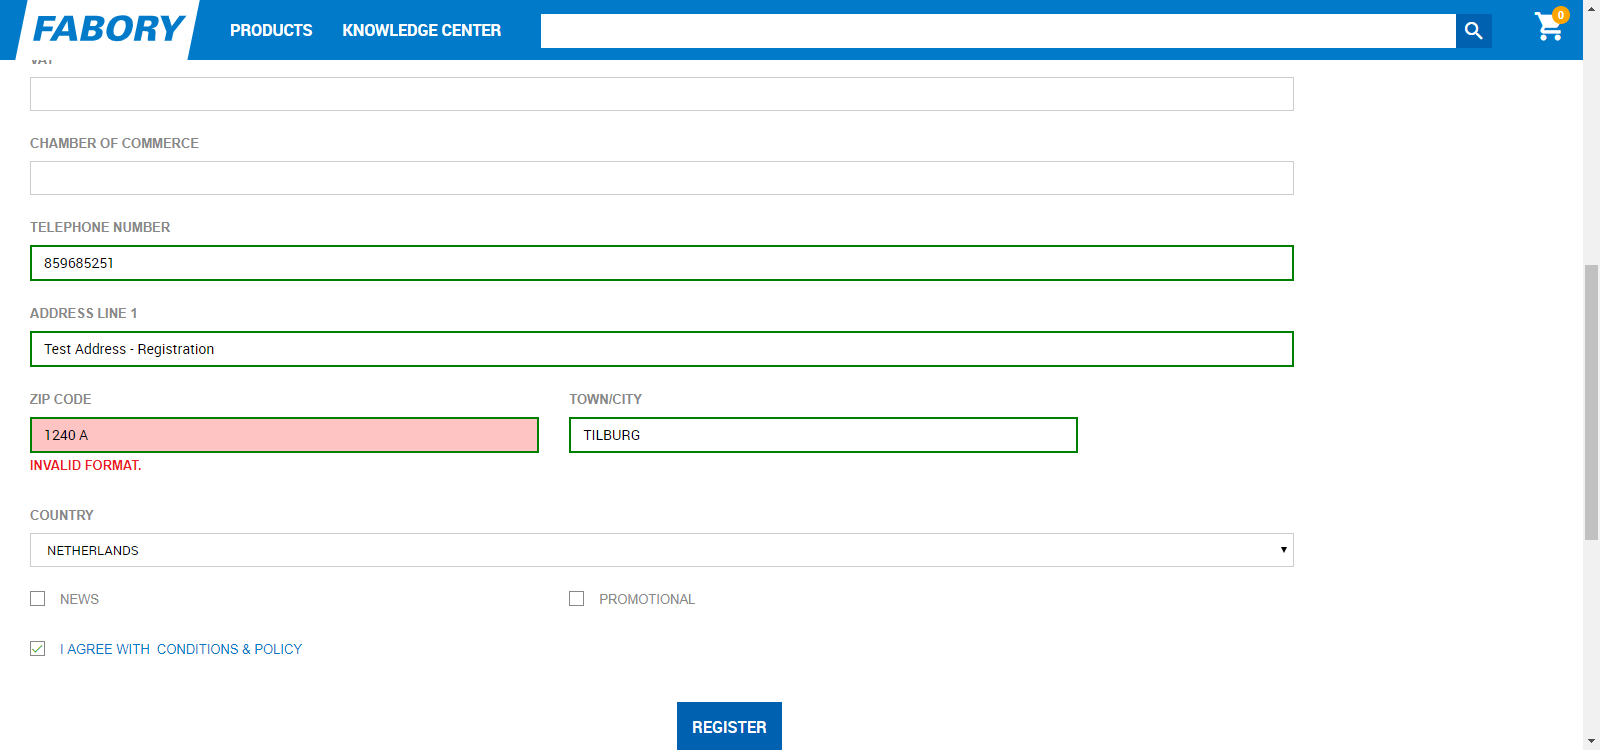 FABORY
PRODUCTS KNOWLEDGE CENTER
0
VAT
CHAMBER OF COMMERCE
TELEPHONE NUMBER
859685251
ADDRESS LINE 1
Test Address - Registration
ZIP CODE TOWN/CITY
1240 A TILBURG
INVALID FORMAT.
COUNTRY
NETHERLANDS
NEWS PROMOTIONAL
I AGREE WITH CONDITIONS & POLICY
REGISTER